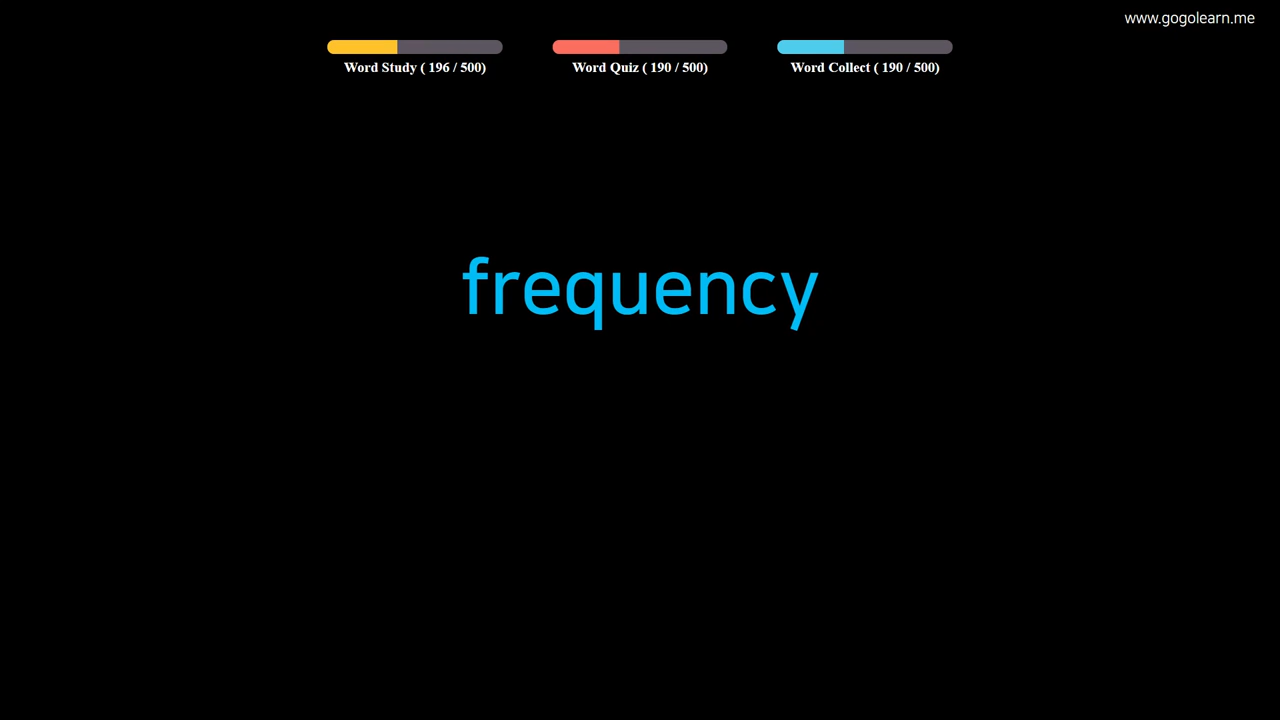 www.gogolearn.me
Word Study ( 196 / 500)
Word Quiz ( 190 / 500)
Word Collect ( 190 / 500)
frequency